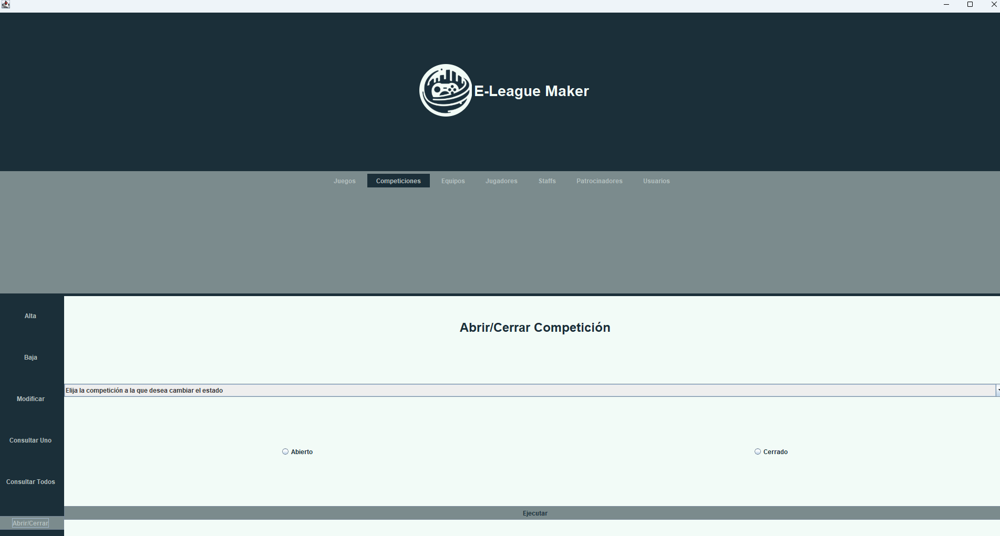 E-League Maker
Juegos Competiciones Equipos Jugadores Staffs Patrocinadores Usuarios
Alta
Baja
Modificar
Consultar Uno
Consultar Todos
Abrir/Cerrar
Abrir/Cerrar Competición
Elija la competición a la que desea cambiar el estado
Abierto Cerrado
Ejecutar